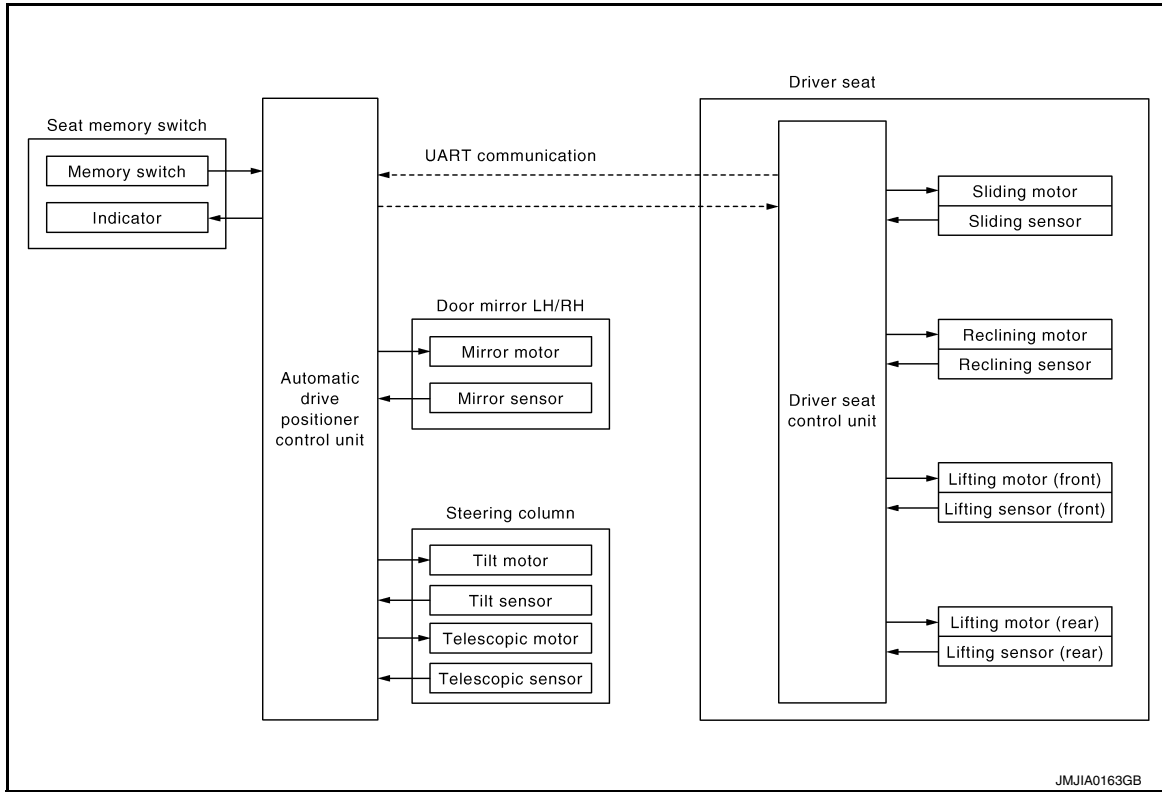 Driver seat
Seat memory switch
Memory switch
Indicator
UART communication
Sliding motor
Sliding sensor
Door mirror LH/RH
Mirror motor
Mirror sensor
Reclining motor
Reclining sensor
Automatic
drive
positioner
control unit
Driver seat
control unit
Lifting motor (front)
Lifting sensor (front)
Steering column
Tilt motor
Tilt sensor
Telescopic motor
Telescopic sensor
Lifting motor (rear)
Lifting sensor (rear)
JMJIA0163GB